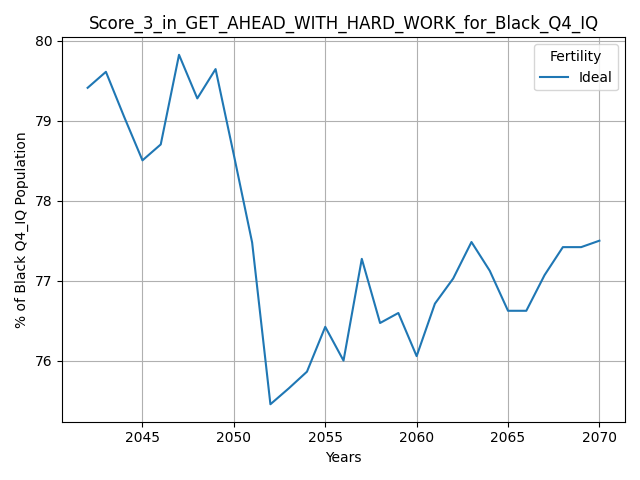 Score_3_in_GET_AHEAD_WITH_HARD_WORK_for_Black_Q4_IQ
Fertility
Ideal
% of Black Q4_IQ Population
80
79
78
77
76
2045 2050 2055 2060 2065 2070
Years